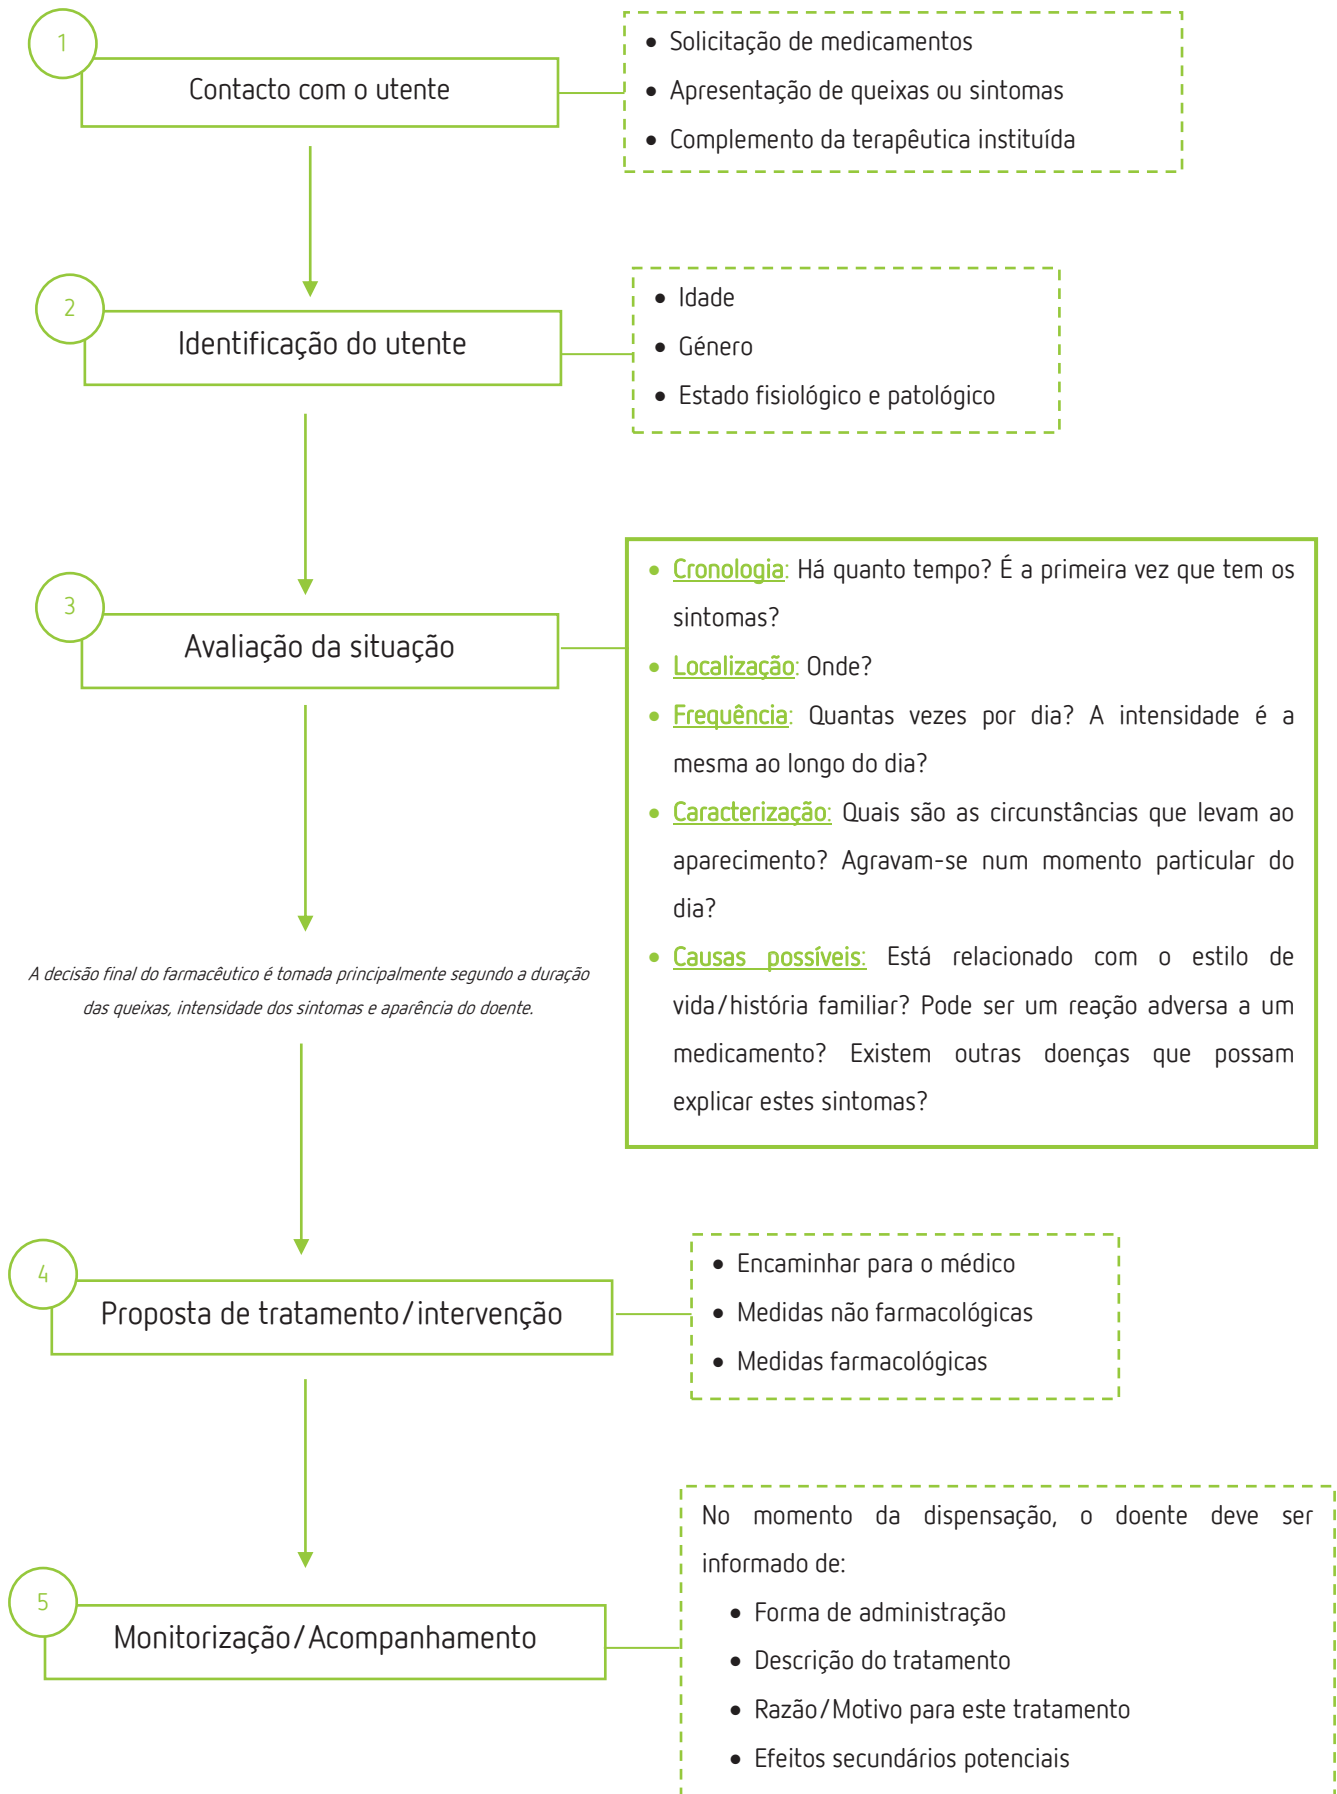 1
Contacto com o utente
• Solicitação de medicamentos
• Apresentação de queixas ou sintomas
• Complemento da terapêutica instituída
2
Identificação do utente
• Idade
• Género
• Estado fisiológico e patológico
3
Avaliação da situação
• Cronologia: Há quanto tempo? É a primeira vez que tem os
sintomas?
• Localização: Onde?
• Frequência: Quantas vezes por dia? A intensidade é a
mesma ao longo do dia?
• Caracterização: Quais são as circunstâncias que levam ao
aparecimento? Agravam-se num momento particular do
dia?
• Causas possíveis: Está relacionado com o estilo de
vida/história familiar? Pode ser um reação adversa a um
medicamento? Existem outras doenças que possam
explicar estes sintomas?
A decisão final do farmacêutico é tomada principalmente segundo a duração
das queixas, intensidade dos sintomas e aparência do doente.
4
Proposta de tratamento/intervenção
• Encaminhar para o médico
• Medidas não farmacológicas
• Medidas farmacológicas
5
Monitorização/Acompanhamento
No momento da dispensação, o doente deve ser
informado de:
• Forma de administração
• Descrição do tratamento
• Razão/Motivo para este tratamento
• Efeitos secundários potenciais